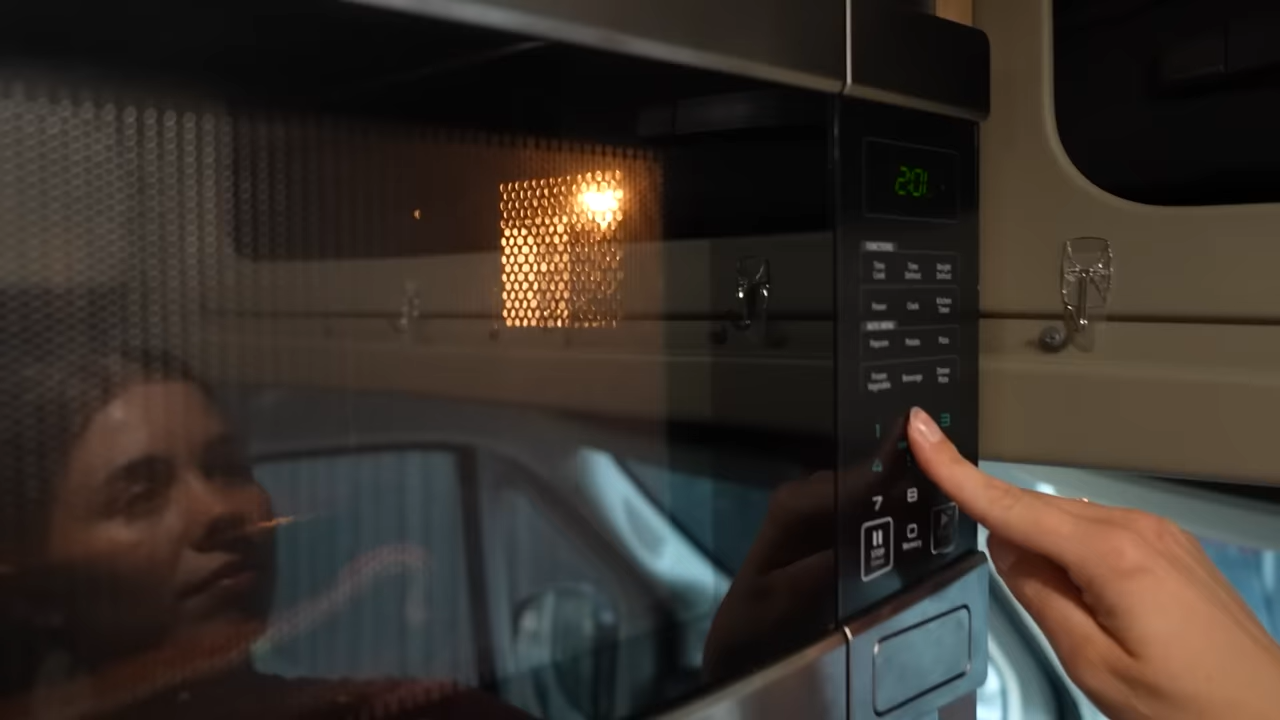 2:01
FUNCTIONS
Time Cook Time Defrost Weight Defrost
Power Clock Kitchen Timer
AUTO MENU
Popcorn Potato Pizza
Frozen Vegetable Beverage Dinner Plate
1 3
4
7 8
STOP 0
Memory